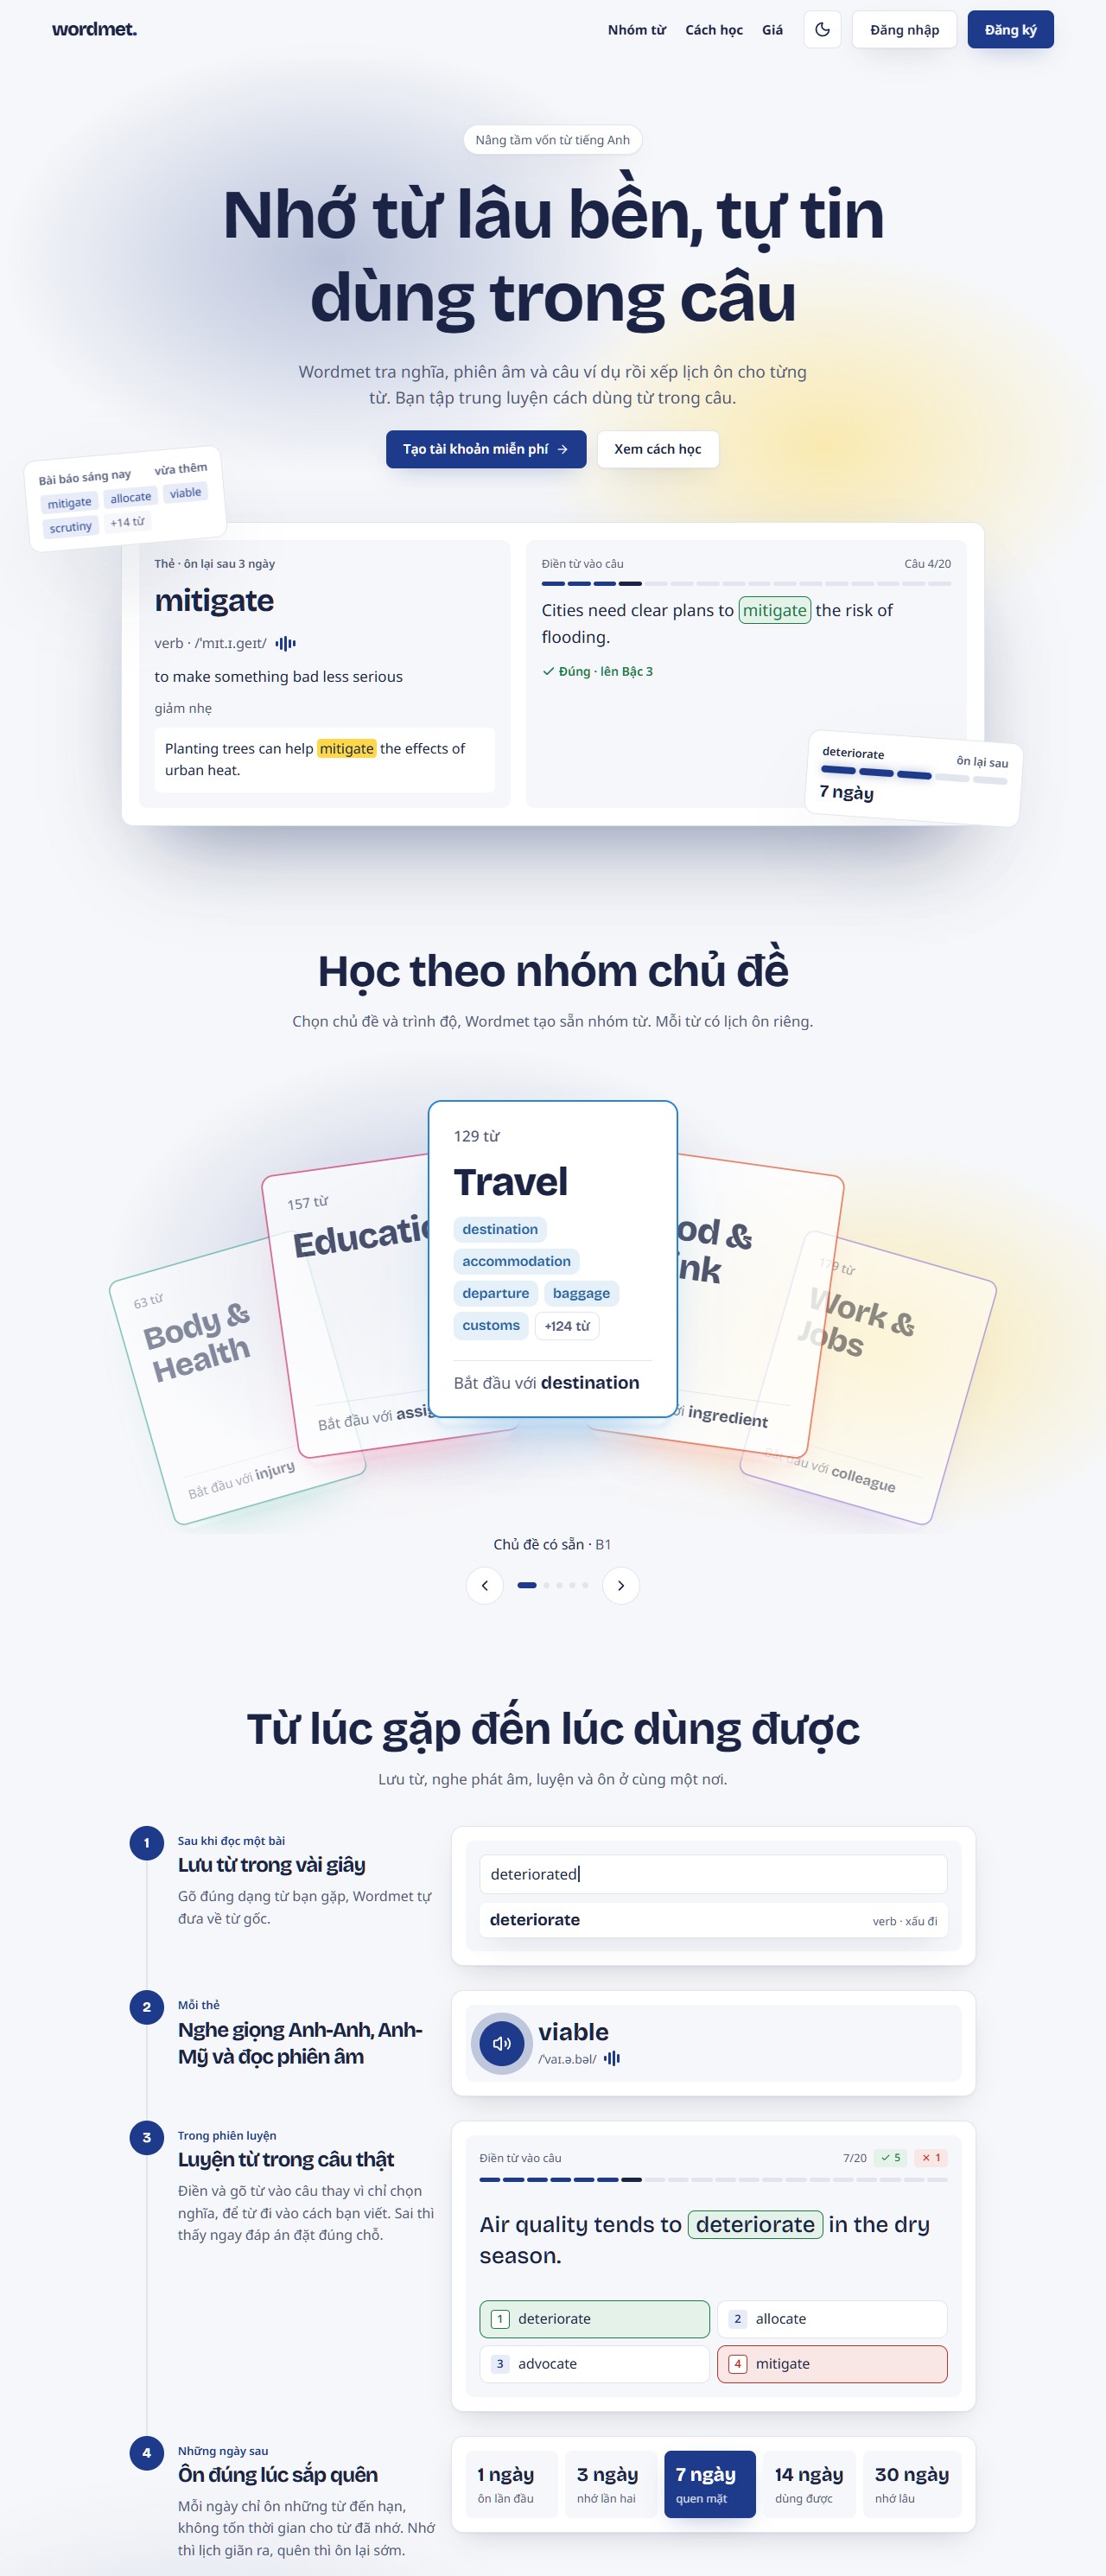 wordmet.
Nhóm từ
Cách học
Giá
Đăng nhập
Đăng ký
Nâng tầm vốn từ tiếng Anh
Nhớ từ lâu bền, tự tin
dùng trong câu
Wordmet tra nghĩa, phiên âm và câu ví dụ rồi xếp lịch ôn cho từng
từ. Bạn tập trung luyện cách dùng từ trong câu.
Tạo tài khoản miễn phí
Xem cách học
Bài báo sáng nay
vừa thêm
mitigate
allocate
viable
scrutiny
+14 từ
Thẻ · ôn lại sau 3 ngày
mitigate
verb · /ˈmɪt.ɪ.geɪt/
to make something bad less serious
giảm nhẹ
Planting trees can help mitigate the effects of
urban heat.
Điền từ vào câu
Câu 4/20
Cities need clear plans to mitigate the risk of
flooding.
Đúng · lên Bậc 3
deteriorate
ôn lại sau
7 ngày
Học theo nhóm chủ đề
Chọn chủ đề và trình độ, Wordmet tạo sẵn nhóm từ. Mỗi từ có lịch ôn riêng.
63 từ
Body &
Health
Bắt đầu với injury
157 từ
Educatio
Bắt đầu với assig
129 từ
Travel
destination
accommodation
departure
baggage
customs
+124 từ
Bắt đầu với destination
od &
ink
ới ingredient
179 từ
Work &
Jobs
Bắt đầu với colleague
Chủ đề có sẵn · B1
Từ lúc gặp đến lúc dùng được
Lưu từ, nghe phát âm, luyện và ôn ở cùng một nơi.
1
Sau khi đọc một bài
Lưu từ trong vài giây
Gõ đúng dạng từ bạn gặp, Wordmet tự
đưa về từ gốc.
deteriorated
deteriorate
verb · xấu đi
2
Mỗi thẻ
Nghe giọng Anh-Anh, Anh-
Mỹ và đọc phiên âm
viable
/ˈvaɪ.ə.bəl/
3
Trong phiên luyện
Luyện từ trong câu thật
Điền và gõ từ vào câu thay vì chỉ chọn
nghĩa, để từ đi vào cách bạn viết. Sai thì
thấy ngay đáp án đặt đúng chỗ.
Điền từ vào câu
7/20
5
1
Air quality tends to deteriorate in the dry
season.
1 deteriorate
2 allocate
3 advocate
4 mitigate
4
Những ngày sau
Ôn đúng lúc sắp quên
Mỗi ngày chỉ ôn những từ đến hạn,
không tốn thời gian cho từ đã nhớ. Nhớ
thì lịch giãn ra, quên thì ôn lại sớm.
1 ngày
ôn lần đầu
3 ngày
nhớ lần hai
7 ngày
quen mặt
14 ngày
dùng được
30 ngày
nhớ lâu